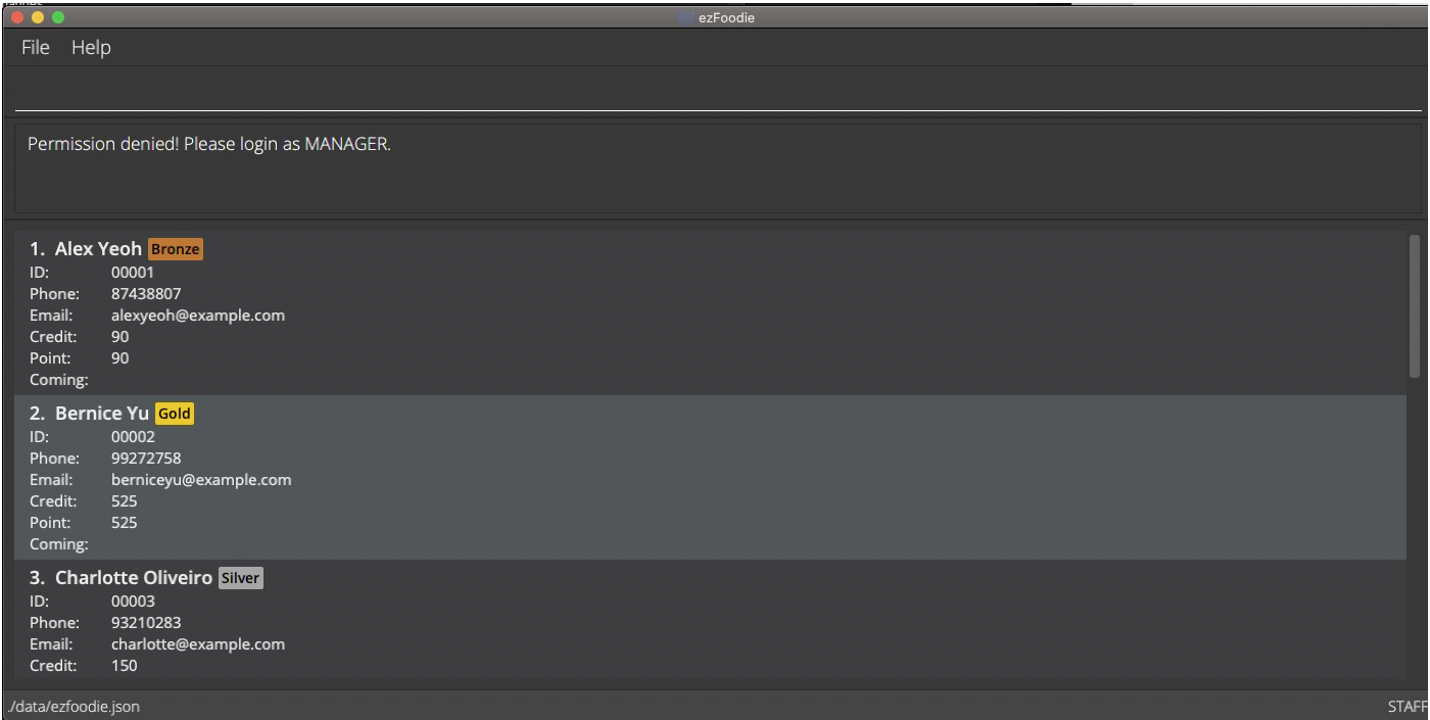 ezFoodie
File Help
Permission denied! Please login as MANAGER.
1. Alex Yeoh Bronze
ID: 00001
Phone: 87438807
Email: alexyeoh@example.com
Credit: 90
Point: 90
Coming:
2. Bernice Yu Gold
ID: 00002
Phone: 99272758
Email: berniceyu@example.com
Credit: 525
Point: 525
Coming:
3. Charlotte Oliveiro Silver
ID: 00003
Phone: 93210283
Email: charlotte@example.com
Credit: 150
./data/ezfoodie.json STAFF